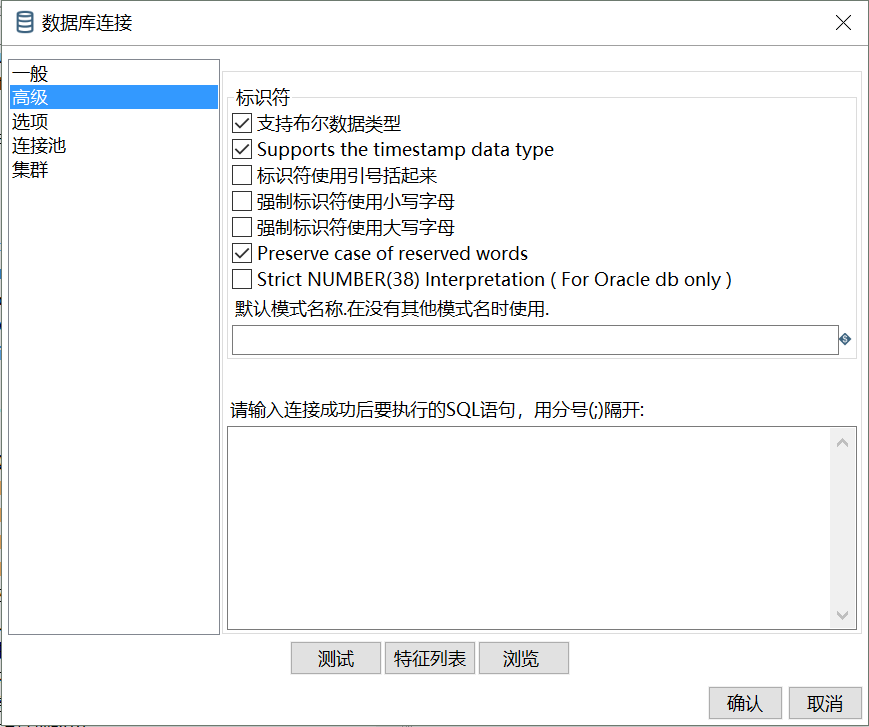 数据库连接
一般
高级
选项
连接池
集群
标识符
支持布尔数据类型
Supports the timestamp data type
标识符使用引号括起来
强制标识符使用小写字母
强制标识符使用大写字母
Preserve case of reserved words
Strict NUMBER(38) Interpretation ( For Oracle db only )
默认模式名称.在没有其他模式名时使用.
请输入连接成功后要执行的SQL语句，用分号(;)隔开:
测试 特征列表 浏览
确认 取消